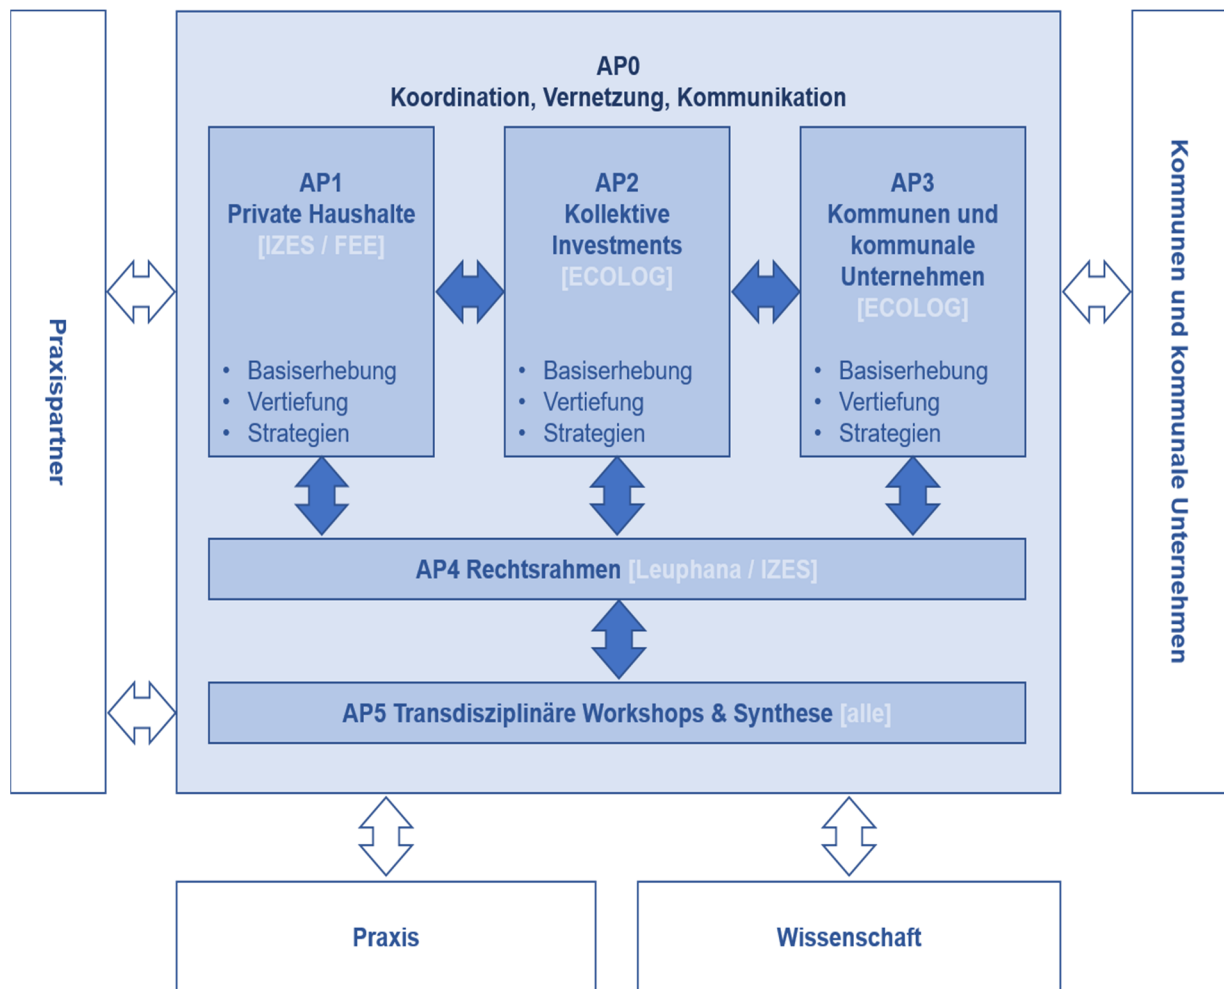 AP0
Koordination, Vernetzung, Kommunikation
AP1
Private Haushalte
[IZES / FEE]
• Basiserhebung
• Vertiefung
• Strategien
AP2
Kollektive
Investments
[ECOLOG]
• Basiserhebung
• Vertiefung
• Strategien
AP3
Kommunen und
kommunale
Unternehmen
[ECOLOG]
• Basiserhebung
• Vertiefung
• Strategien
Praxispartner
Kommunen und kommunale Unternehmen
AP4 Rechtsrahmen [Leuphana / IZES]
AP5 Transdisziplinäre Workshops & Synthese [alle]
Praxis
Wissenschaft